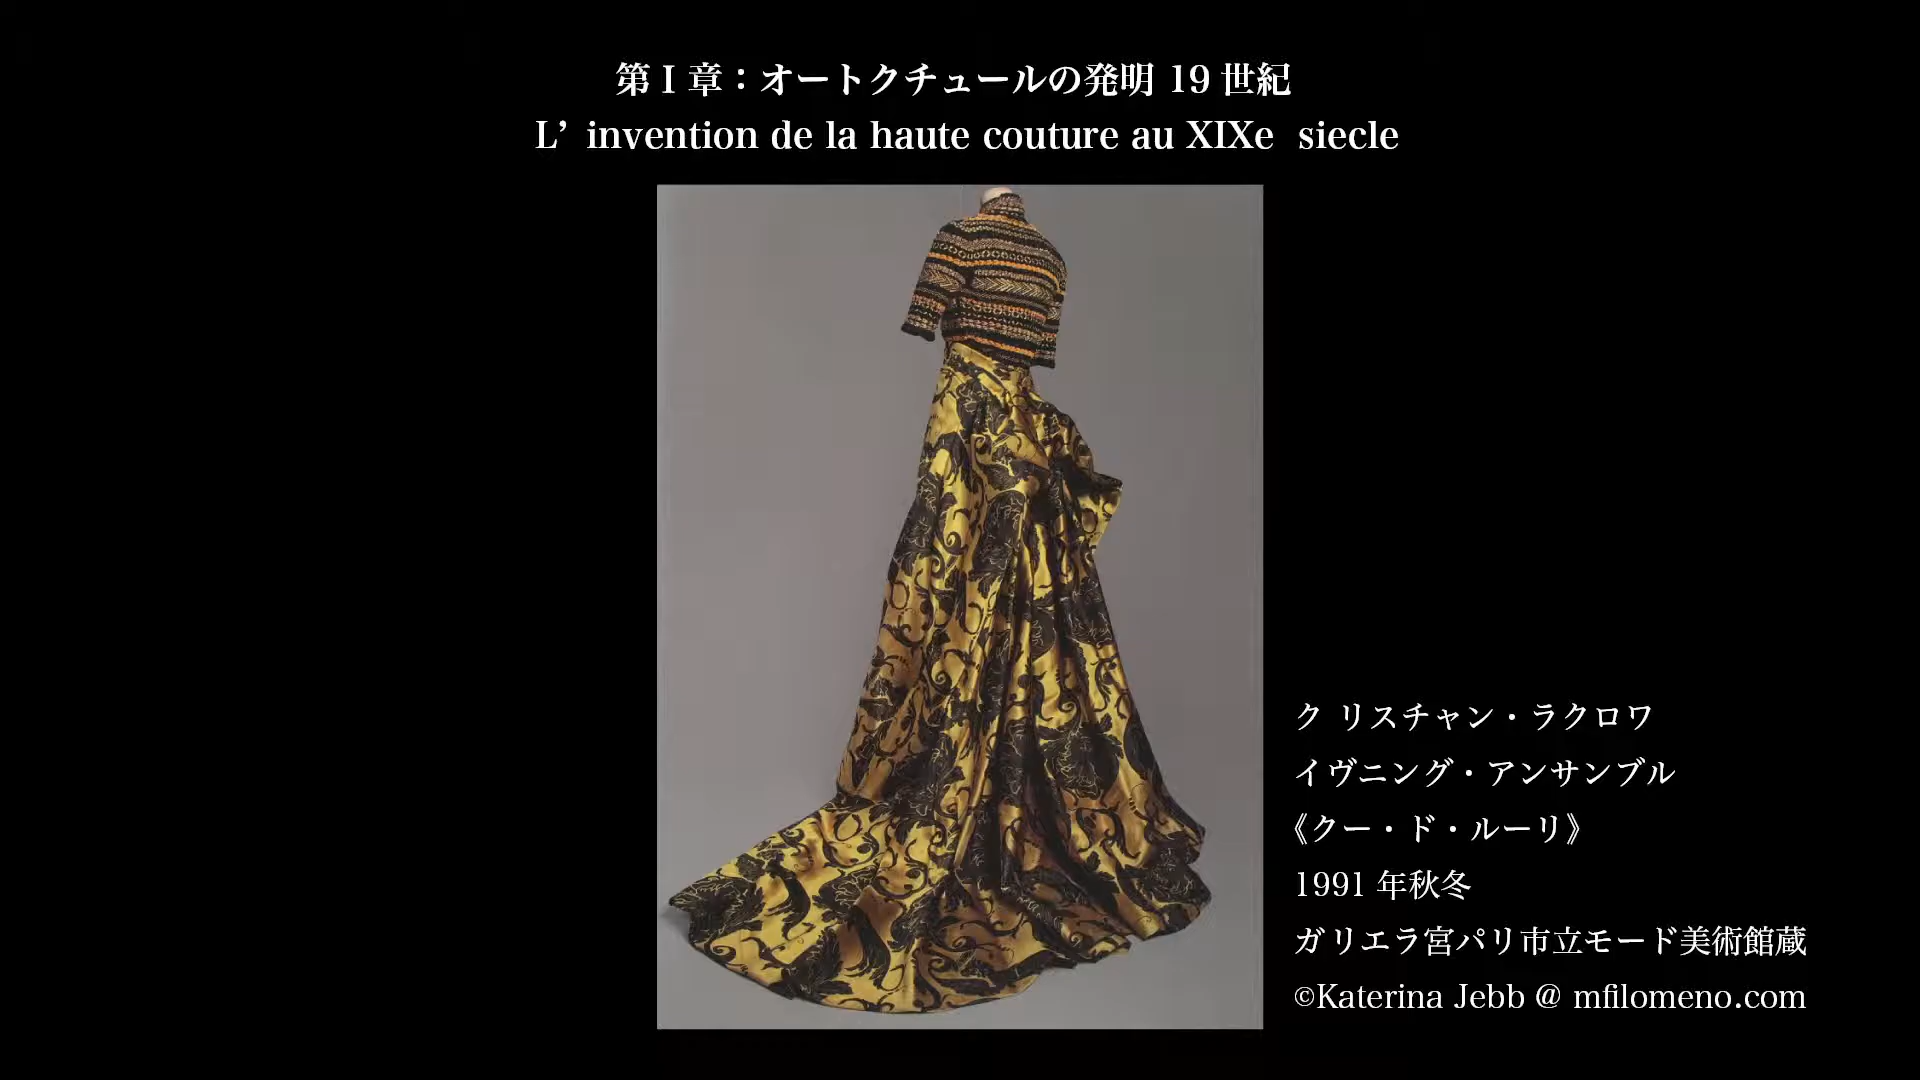 第 I 章：オートクチュールの発明 19 世紀
L’ invention de la haute couture au XIXe siecle
ク リスチャン・ラクロワ
イヴニング・アンサンブル
《クー・ド・ルーリ》
1991 年秋冬
ガリエラ宮パリ市立モード美術館蔵
©Katerina Jebb @ mfilomeno.com